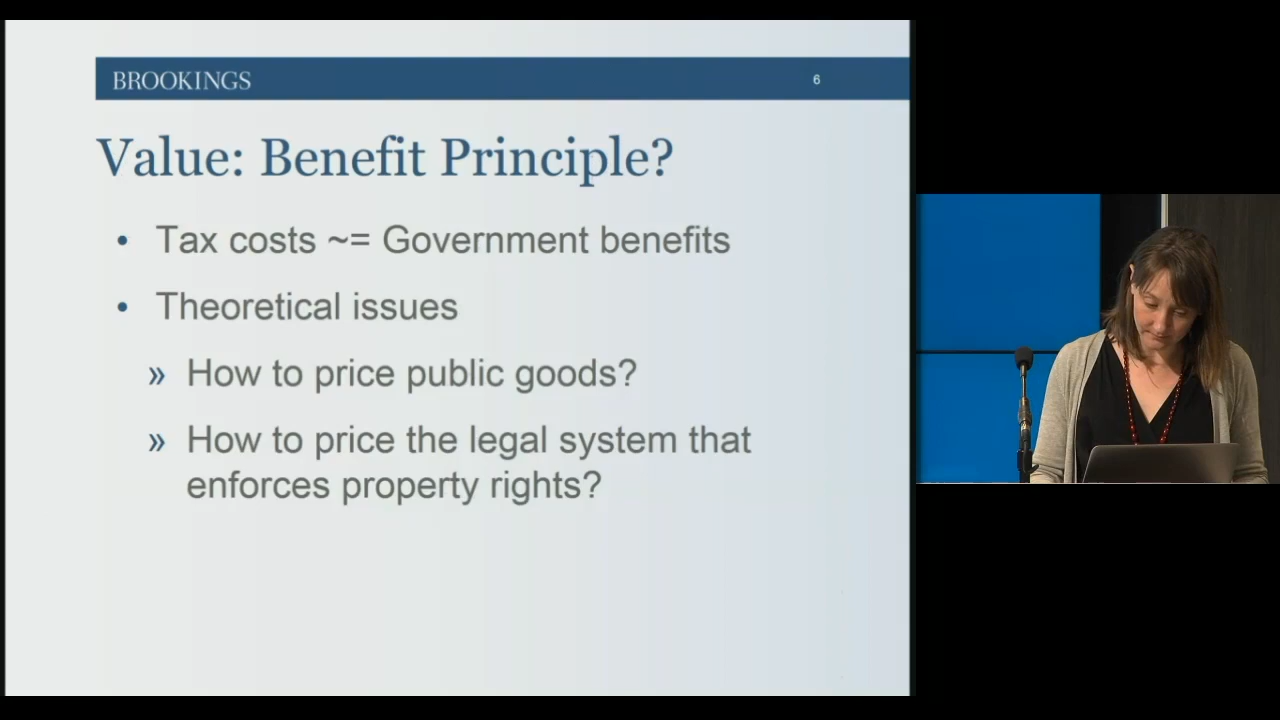 BROOKINGS
6
Value: Benefit Principle?
• Tax costs ~= Government benefits
• Theoretical issues
» How to price public goods?
» How to price the legal system that
enforces property rights?